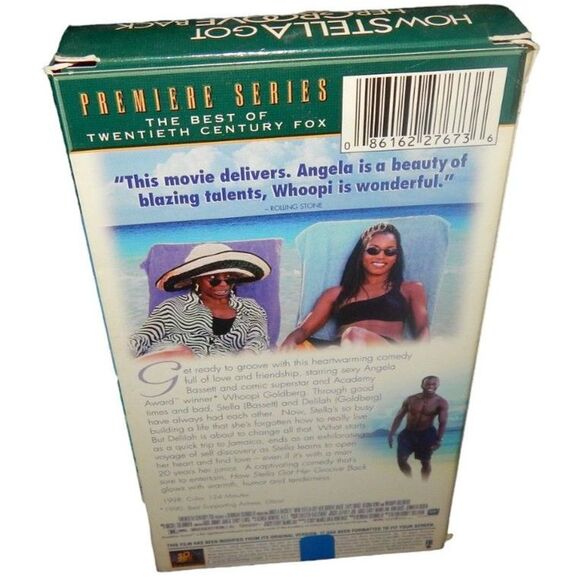 HOW STELLA GOT
HER GROOVE BACK
PREMIERE SERIES
THE BEST OF
TWENTIETH CENTURY FOX
0 86162 27673 6
"This movie delivers. Angela is a beauty of
blazing talents, Whoopi is wonderful."
– ROLLING STONE
Get ready to groove with this heartwarming comedy
full of love and friendship, starring sexy Angela
Bassett and comic superstar and Academy
Award™ winner* Whoopi Goldberg. Through good
times and bad, Stella (Bassett) and Delilah (Goldberg)
have always had each other. Now, Stella's so busy
building a life that she's forgotten how to really live.
But Delilah is about to change all that. What starts
as a quick trip to Jamaica, ends as an exhilarating
voyage of self discovery as Stella learns to open
her heart and find love – even if it's with a man
20 years her junior. A captivating comedy that's
sure to entertain, How Stella Got Her Groove Back
glows with warmth, humor and tenderness.
1998 Color 124 Minutes
*1990, Best Supporting Actress, Ghost
THIS FILM HAS BEEN MODIFIED FROM ITS ORIGINAL VERSION. IT HAS BEEN FORMATTED TO FIT YOUR SCREEN.